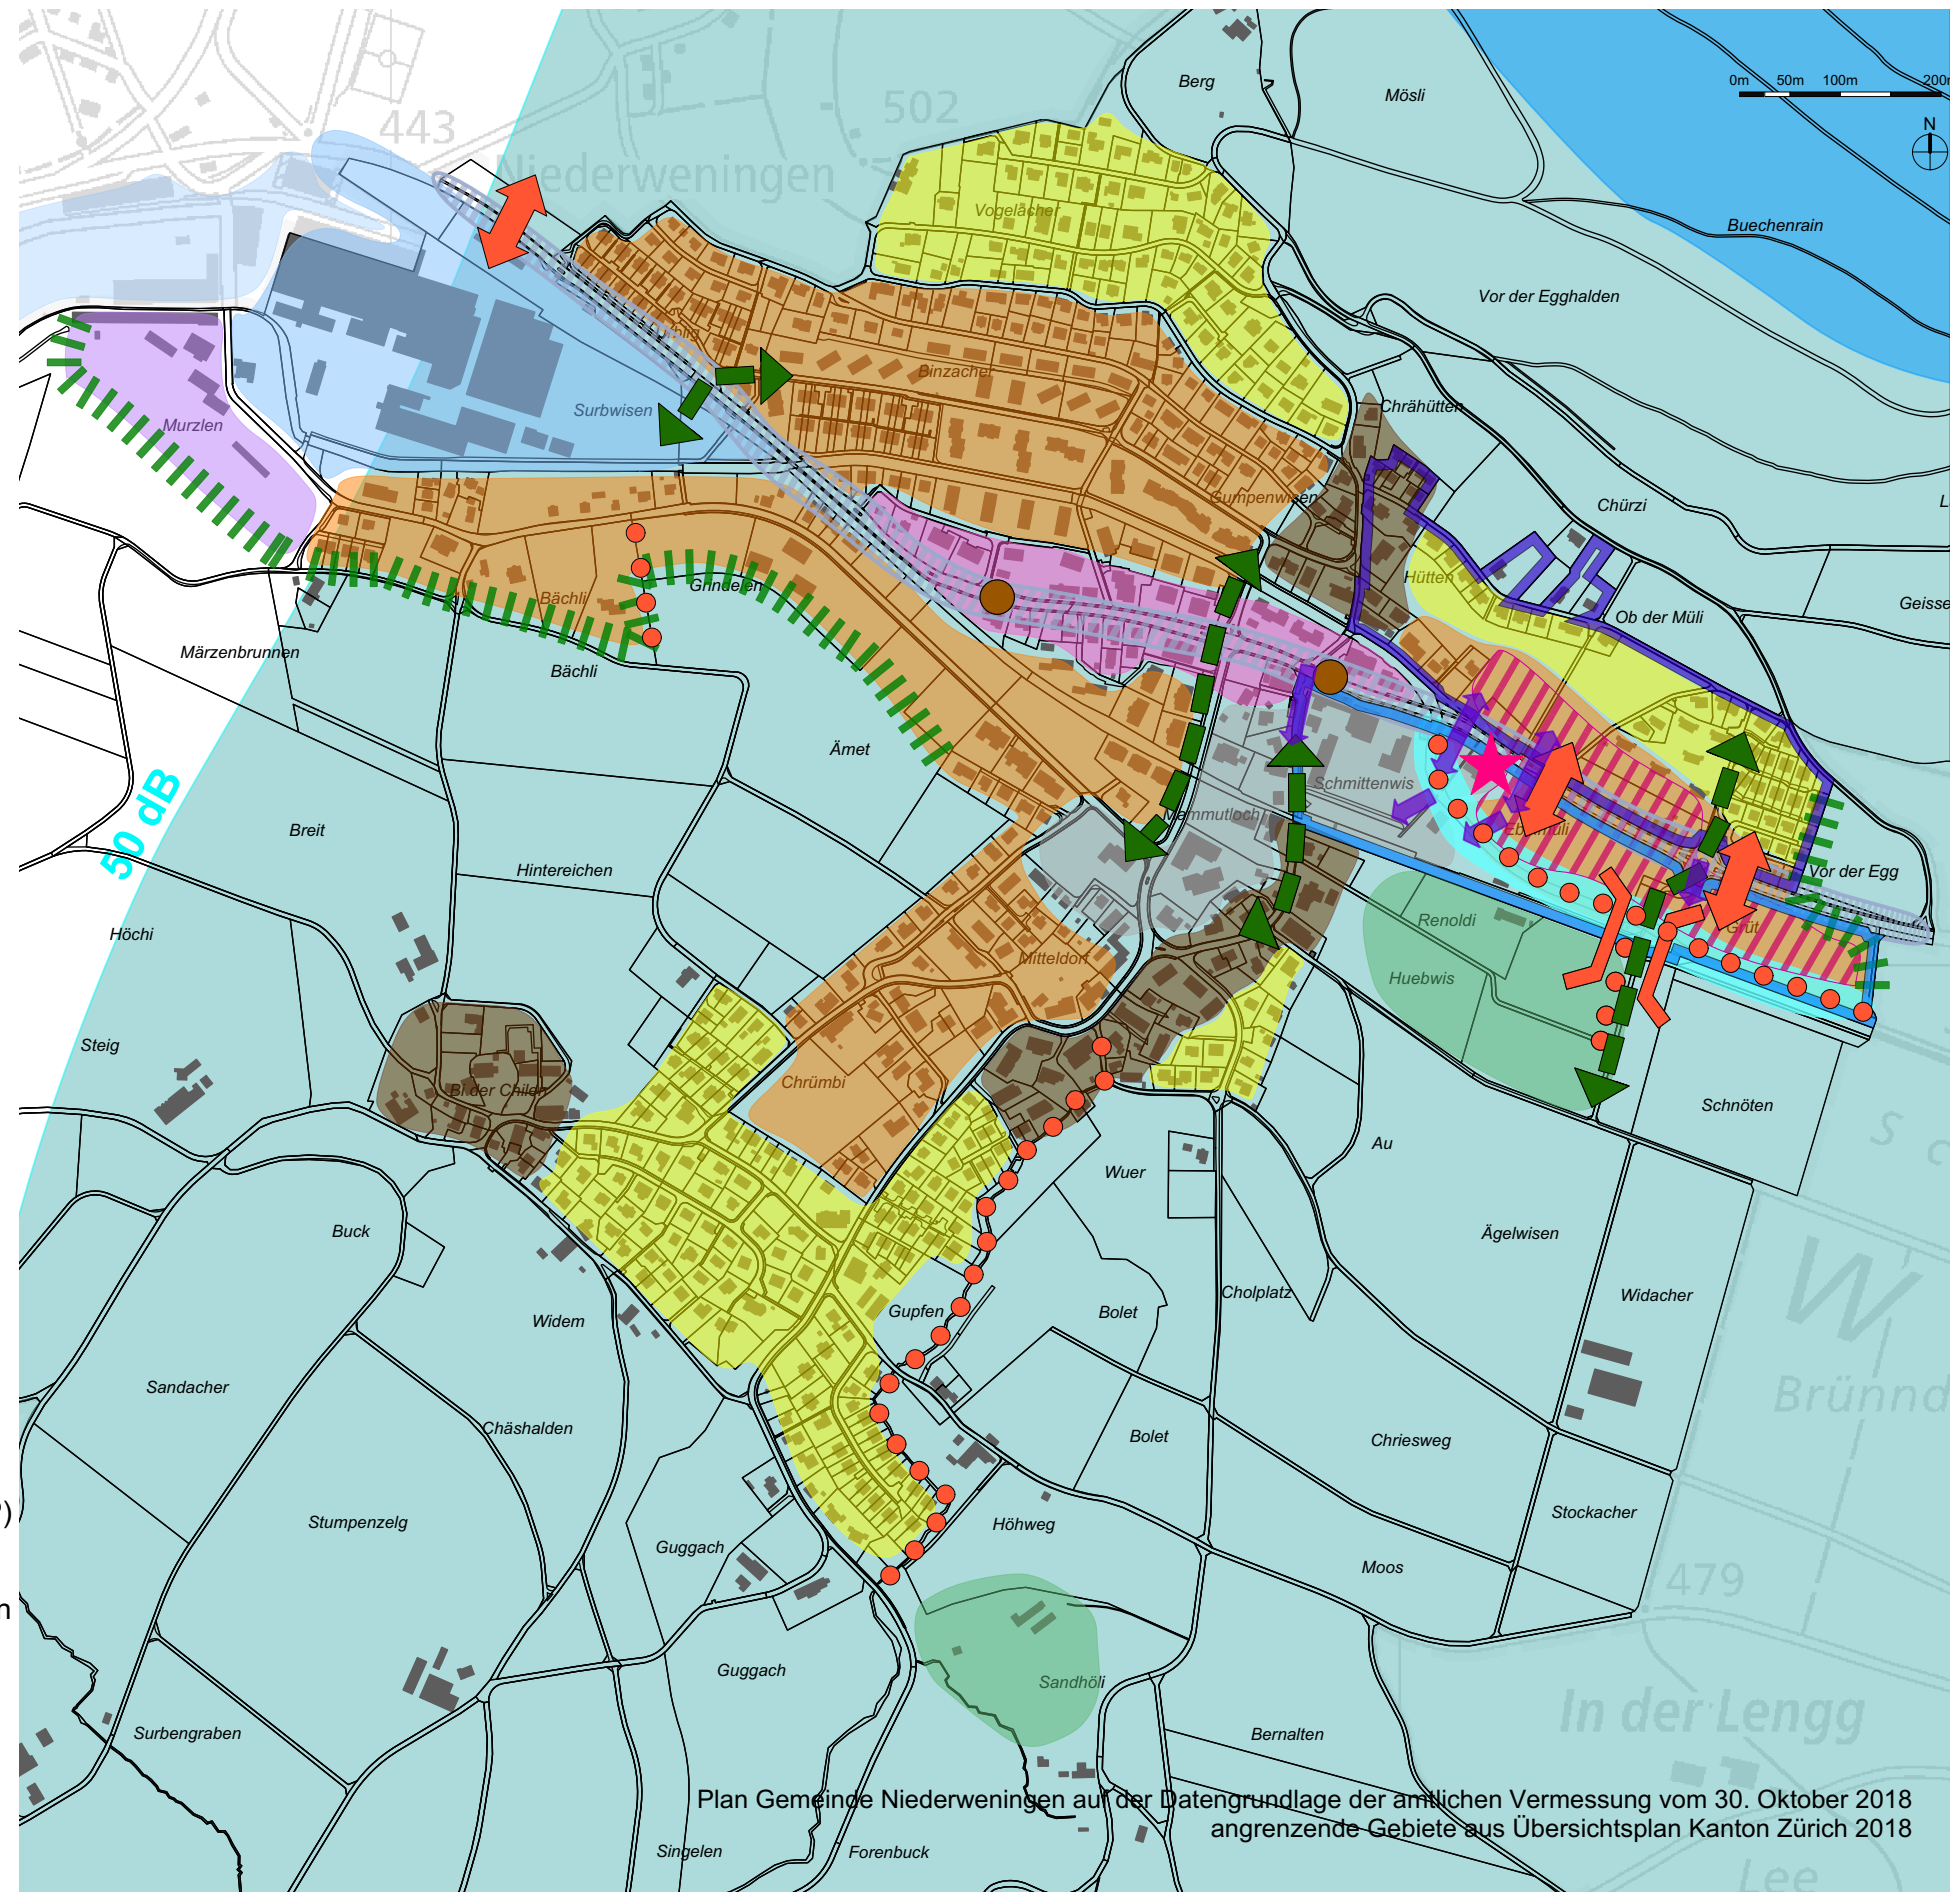 Berg
Mösli
0m 50m 100m 200m
443
502
N
Niederweningen
Vogelächer
Buechenrain
Vor der Egghalden
Binzacher
Surbwisen
Chrähütten
Murzlen
Gumpenwisen
Chürzi
Hütten
Grindelen
Bächli
Geisse
Ob der Müli
Märzenbrunnen
Bächli
Ämet
Schmittenwis
50 dB
Mammutloch
Breit
Hintereichen
Vor der Egg
Renoldi
Grüt
Höchi
Mitteldorf
Huebwis
Steig
Chrümbi
Bi der Chilen
Schnöten
Au
Wuer
Buck
Ägelwisen
W
Cholplatz
Widacher
Gupfen
Bolet
Widem
Sandacher
Brünnd
Chäshalden
Bolet
Chriesweg
Stumpenzelg
Höhweg
Stockacher
Guggach
Moos
479
Guggach
Sandhöli
In der Lengg
Surbengraben
Bernalten
Plan Gemeinde Niederweningen auf der Datengrundlage der amtlichen Vermessung vom 30. Oktober 2018
angrenzende Gebiete aus Übersichtsplan Kanton Zürich 2018
Singelen
Forenbuck
Lee